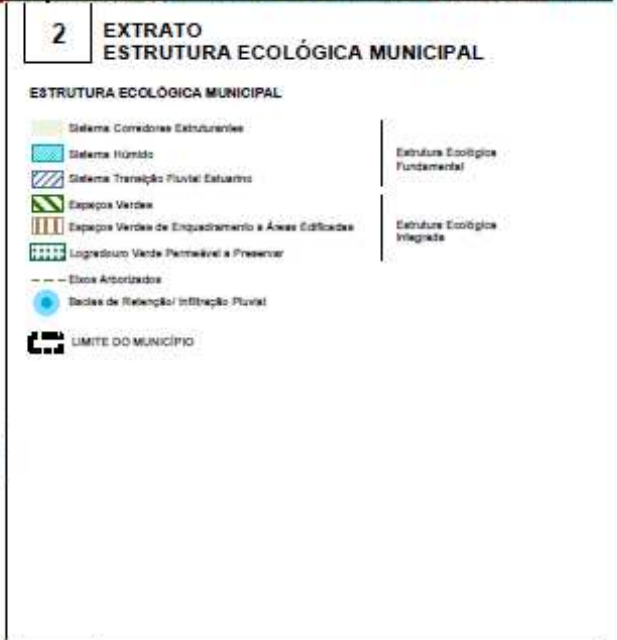 2
EXTRATO
ESTRUTURA ECOLÓGICA MUNICIPAL
ESTRUTURA ECOLÓGICA MUNICIPAL
Sistema Corredores Estruturantes
Sistema Húmido
Sistema Transição Fluvial Estuarino
Estrutura Ecológica
Fundamental
Espaços Verdes
Espaços Verdes de Enquadramento a Áreas Edificadas
Logradouro Verde Permeável a Preservar
Estrutura Ecológica
Integrada
Eixos Arborizados
Bacias de Retenção/ Infiltração Pluvial
LIMITE DO MUNICÍPIO